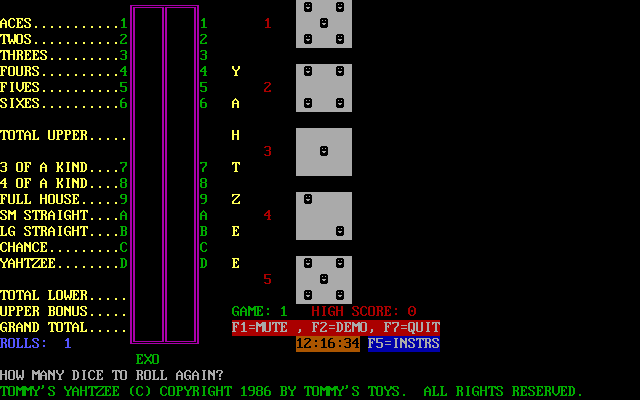 ACES...........1 1 1
TWOS...........2 2
THREES.........3 3
FOURS..........4 4 Y
FIVES..........5 5 2
SIXES..........6 6 A
TOTAL UPPER..... H
3
3 OF A KIND....7 7 T
4 OF A KIND....8 8
FULL HOUSE.....9 9 Z
SM STRAIGHT....A A 4
LG STRAIGHT....B B E
CHANCE.........C C
YAHTZEE........D D E
5
TOTAL LOWER.....
UPPER BONUS..... GAME: 1 HIGH SCORE: 0
GRAND TOTAL..... F1=MUTE , F2=DEMO, F7=QUIT
ROLLS: 1 12:16:34 F5=INSTRS
EXO
HOW MANY DICE TO ROLL AGAIN?
TOMMY'S YAHTZEE (C) COPYRIGHT 1986 BY TOMMY'S TOYS. ALL RIGHTS RESERVED.